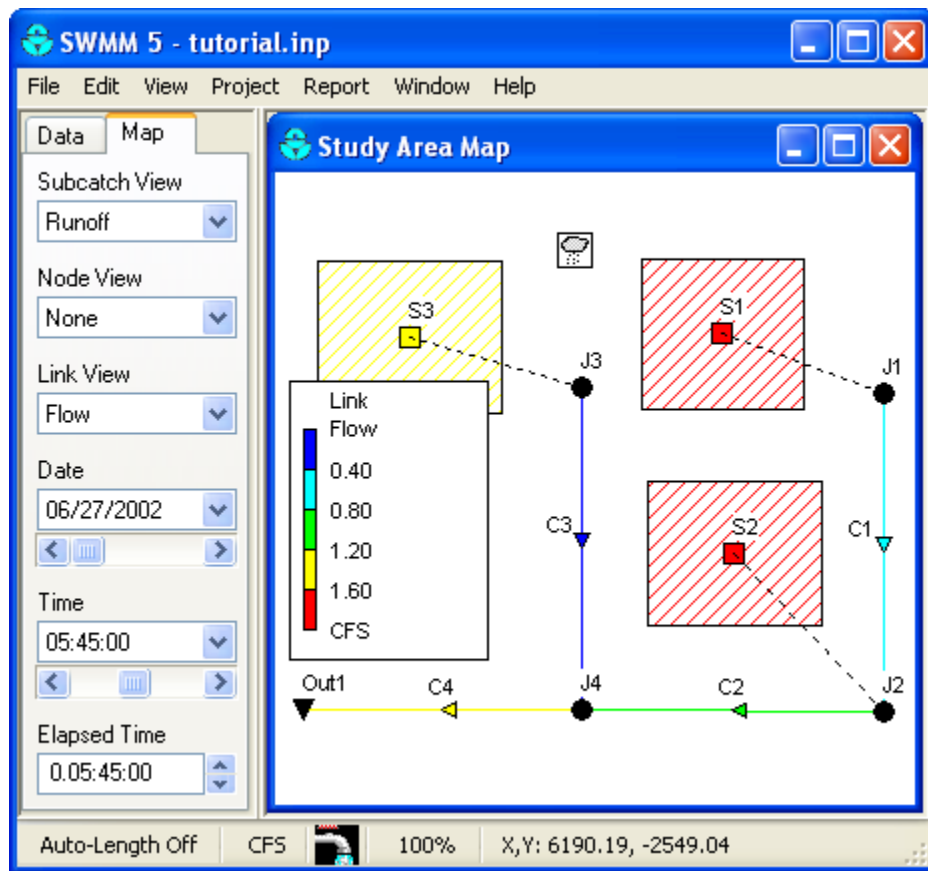 SWMM 5 - tutorial.inp
File Edit View Project Report Window Help
Data Map
Subcatch View
Runoff
Node View
None
Link View
Flow
Date
06/27/2002
Time
05:45:00
Elapsed Time
0.05:45:00
Study Area Map
S3
S1
J3
J1
Link
Flow
0.40
0.80
1.20
1.60
CFS
C3
S2
C1
Out1
C4
J4
C2
J2
Auto-Length Off CFS 100% X,Y: 6190.19, -2549.04